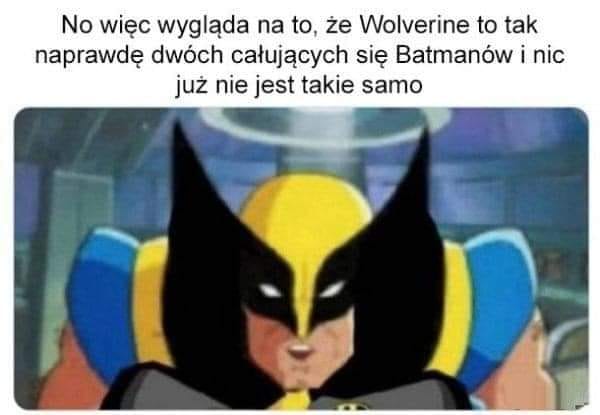 No więc wygląda na to, że Wolverine to tak
naprawdę dwóch całujących się Batmanów i nic
już nie jest takie samo